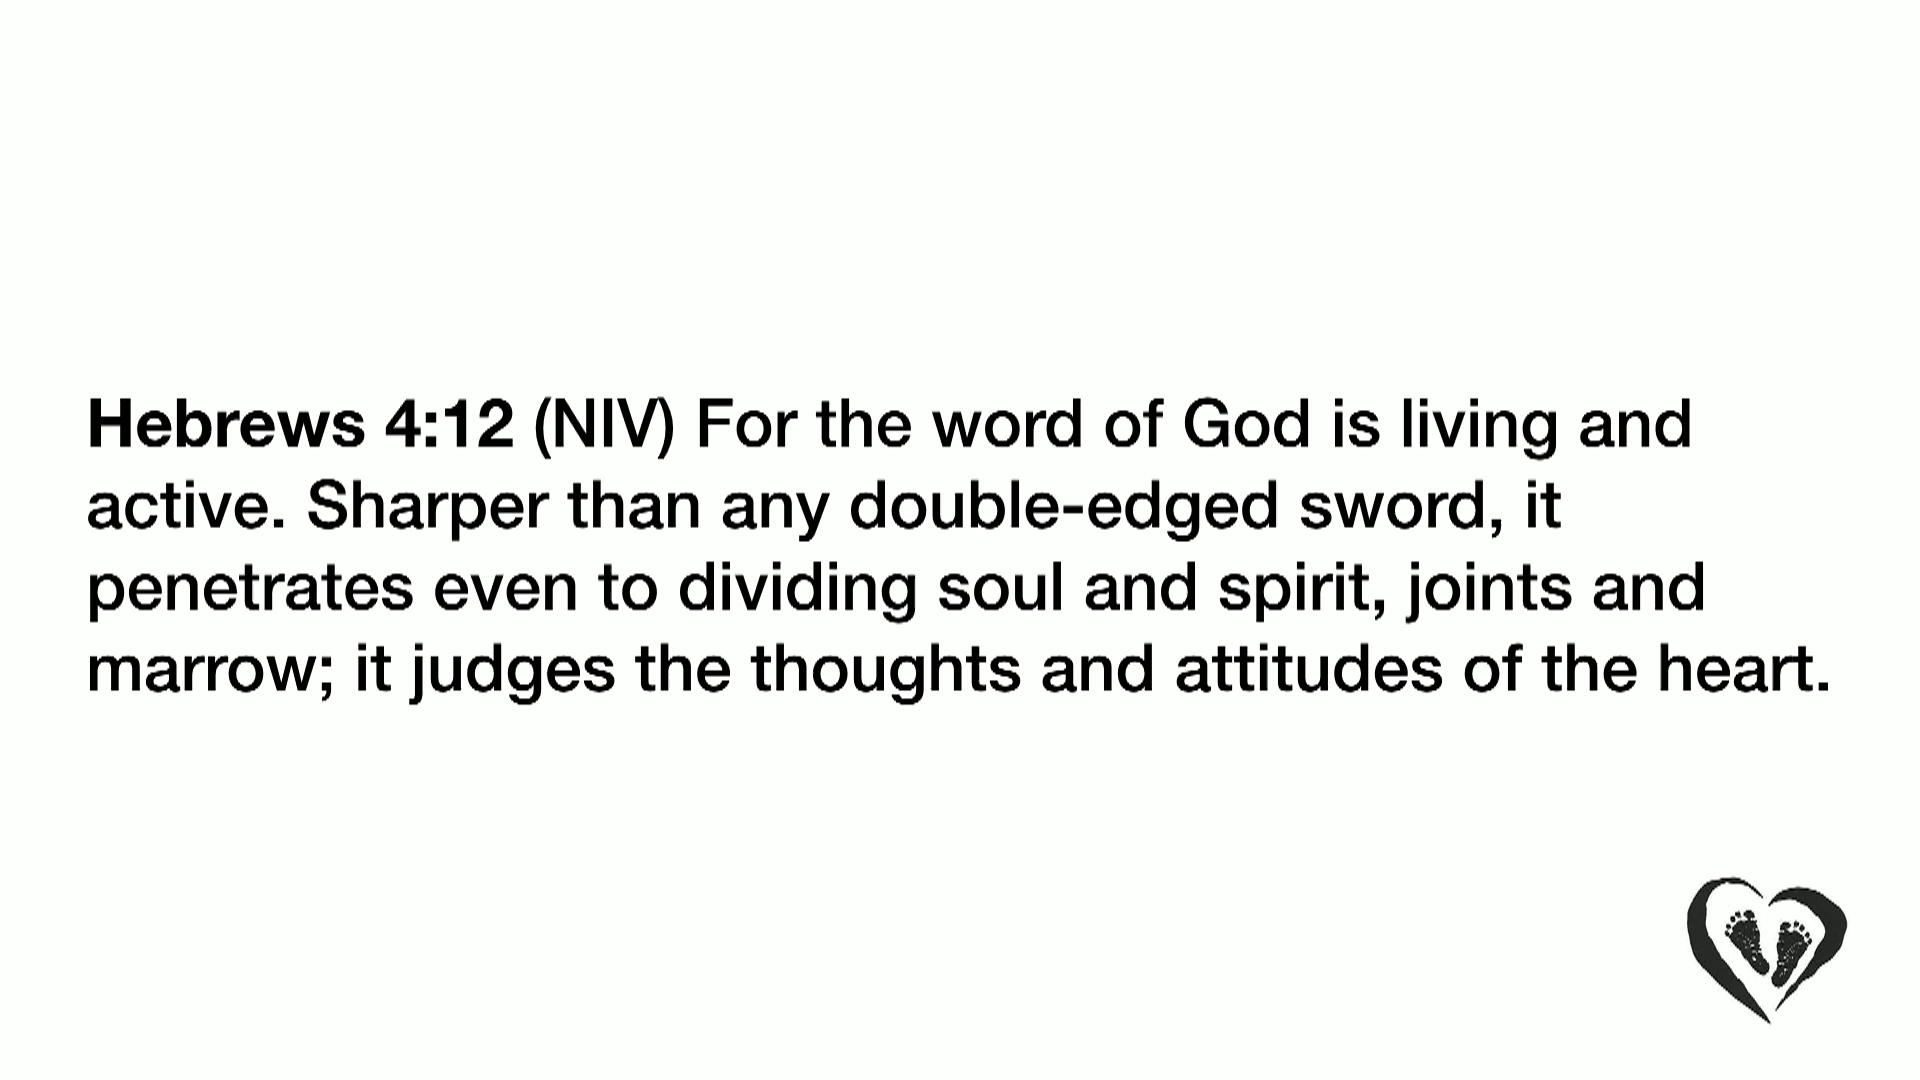 Hebrews 4:12 (NIV) For the word of God is living and
active. Sharper than any double-edged sword, it
penetrates even to dividing soul and spirit, joints and
marrow; it judges the thoughts and attitudes of the heart.